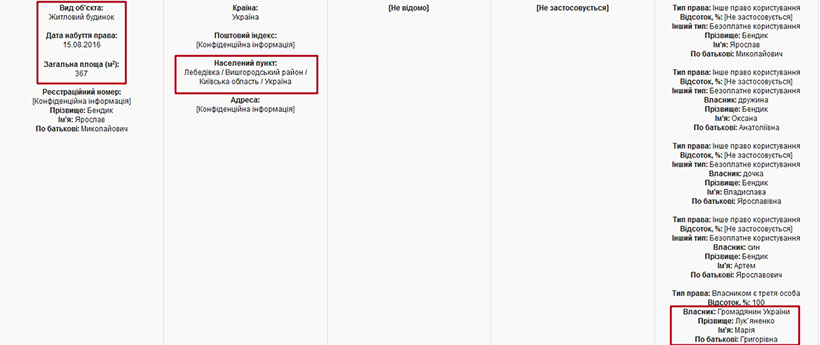 Вид об'єкта:
Житловий будинок
Дата набуття права:
15.08.2016
Загальна площа (м²):
367
Реєстраційний номер:
[Конфіденційна інформація]
Прізвище: Бендик
Ім'я: Ярослав
По батькові: Миколайович
Країна:
Україна
Поштовий індекс:
[Конфіденційна інформація]
Населений пункт:
Лебедівка / Вишгородський район /
Київська область / Україна
Адреса:
[Конфіденційна інформація]
[Не відомо]
[Не застосовується]
Тип права: Інше право користування
Відсоток, %: [Не застосовується]
Інший тип: Безоплатне користування
Прізвище: Бендик
Ім'я: Ярослав
По батькові: Миколайович
Тип права: Інше право користування
Відсоток, %: [Не застосовується]
Інший тип: Безоплатне користування
Власник: дружина
Прізвище: Бендик
Ім'я: Оксана
По батькові: Анатоліївна
Тип права: Інше право користування
Відсоток, %: [Не застосовується]
Інший тип: Безоплатне користування
Власник: дочка
Прізвище: Бендик
Ім'я: Владислава
По батькові: Ярославівна
Тип права: Інше право користування
Відсоток, %: [Не застосовується]
Інший тип: Безоплатне користування
Власник: син
Прізвище: Бендик
Ім'я: Артем
По батькові: Ярославович
Тип права: Власником є третя особа
Відсоток, %: 100
Власник: Громадянин України
Прізвище: Лук`яненко
Ім'я: Марія
По батькові: Григорівна